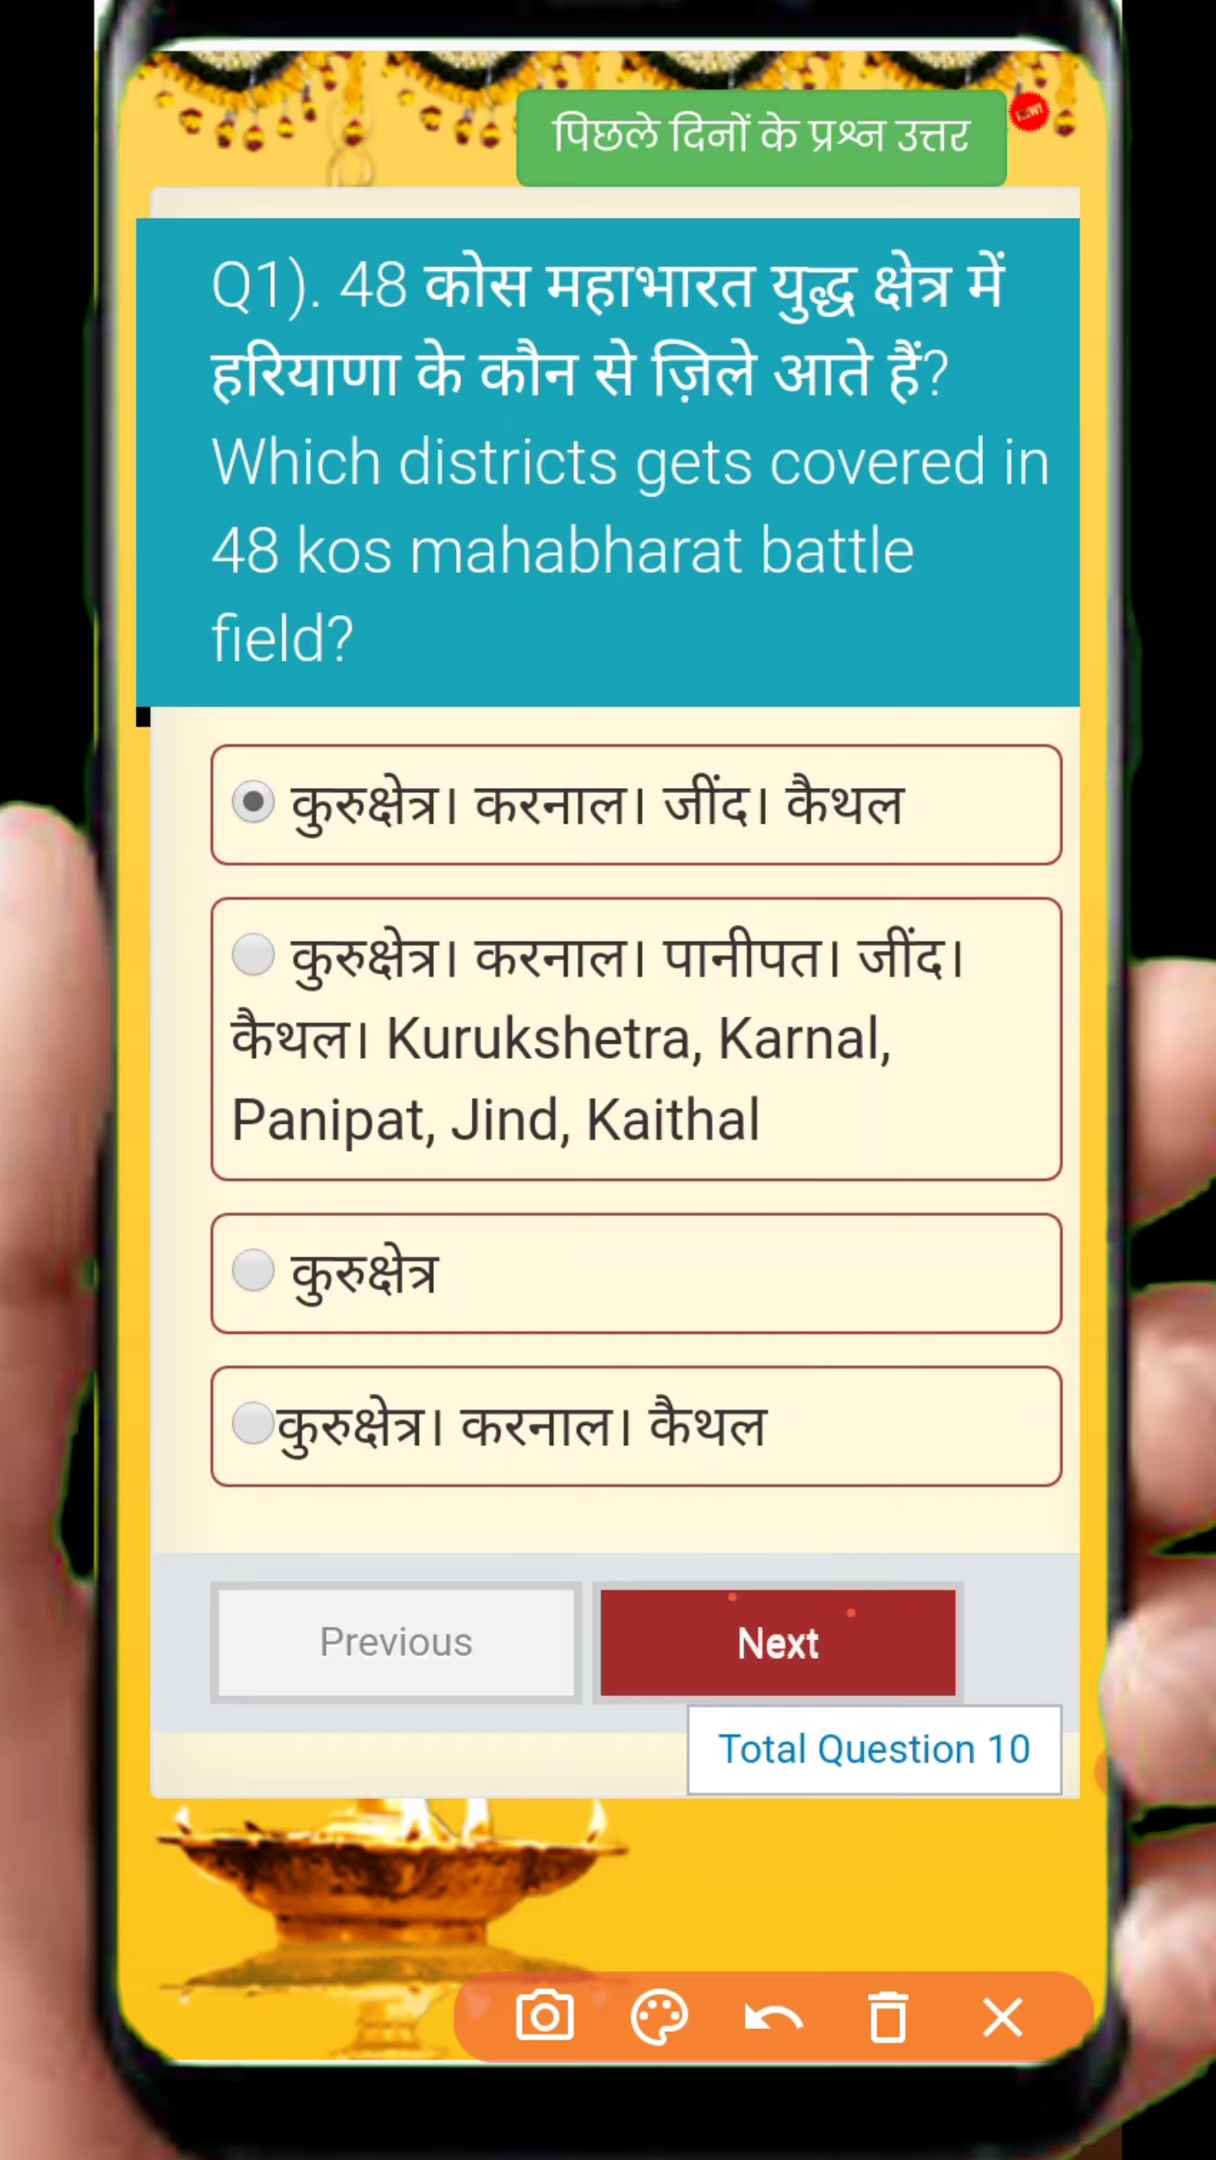 पिछले दिनों के प्रश्न उत्तर
Q1). 48 कोस महाभारत युद्ध क्षेत्र में
हरियाणा के कौन से ज़िले आते हैं?
Which districts gets covered in
48 kos mahabharat battle
field?
कुरुक्षेत्र। करनाल। जींद। कैथल
कुरुक्षेत्र। करनाल। पानीपत। जींद।
कैथल। Kurukshetra, Karnal,
Panipat, Jind, Kaithal
कुरुक्षेत्र
कुरुक्षेत्र। करनाल। कैथल
Previous
Next
Total Question 10